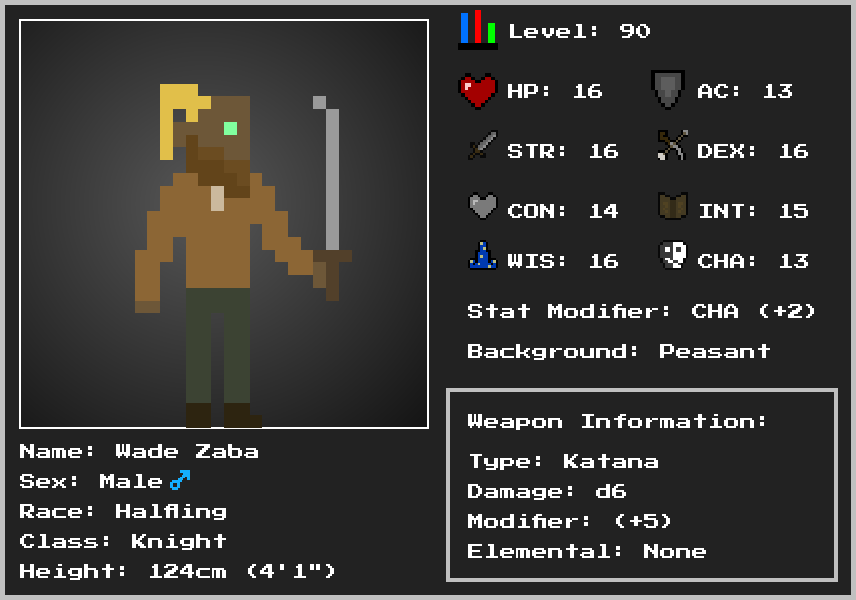 Level: 90
HP: 16
AC: 13
STR: 16
DEX: 16
CON: 14
INT: 15
WIS: 16
CHA: 13
Stat Modifier: CHA (+2)
Background: Peasant
Weapon Information:
Type: Katana
Damage: d6
Modifier: (+5)
Elemental: None
Name: Wade Zaba
Sex: Male♂
Race: Halfling
Class: Knight
Height: 124cm (4'1")